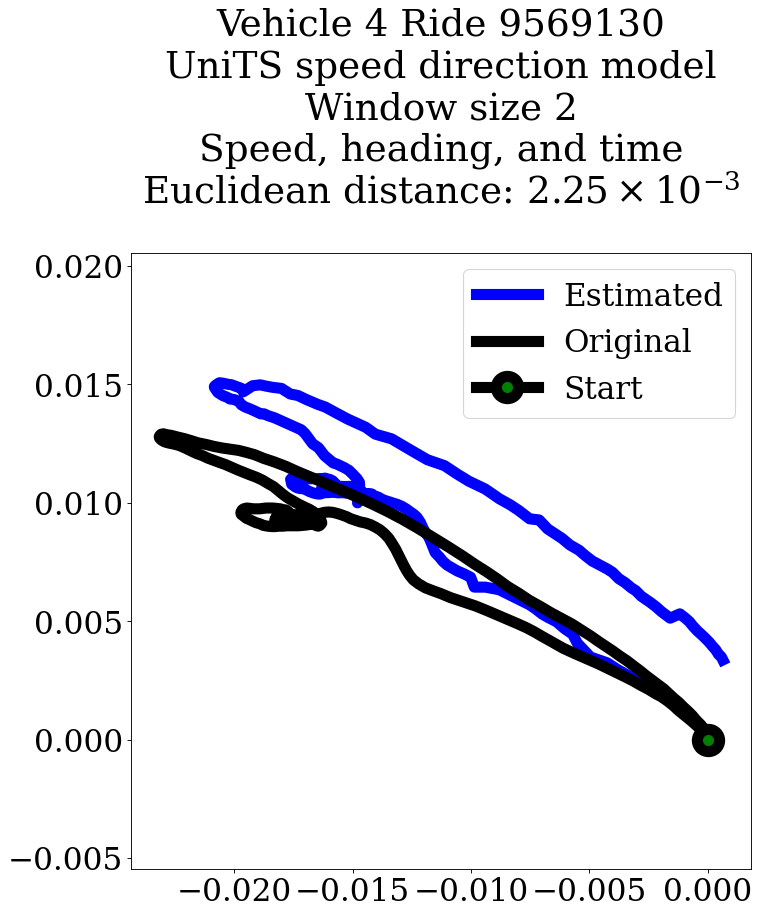 Vehicle 4 Ride 9569130
UniTS speed direction model
Window size 2
Speed, heading, and time
Euclidean distance: 2.25 × 10⁻³
0.020
0.015
0.010
0.005
0.000
−0.005
Estimated
Original
Start
−0.020 −0.015 −0.010 −0.005 0.000